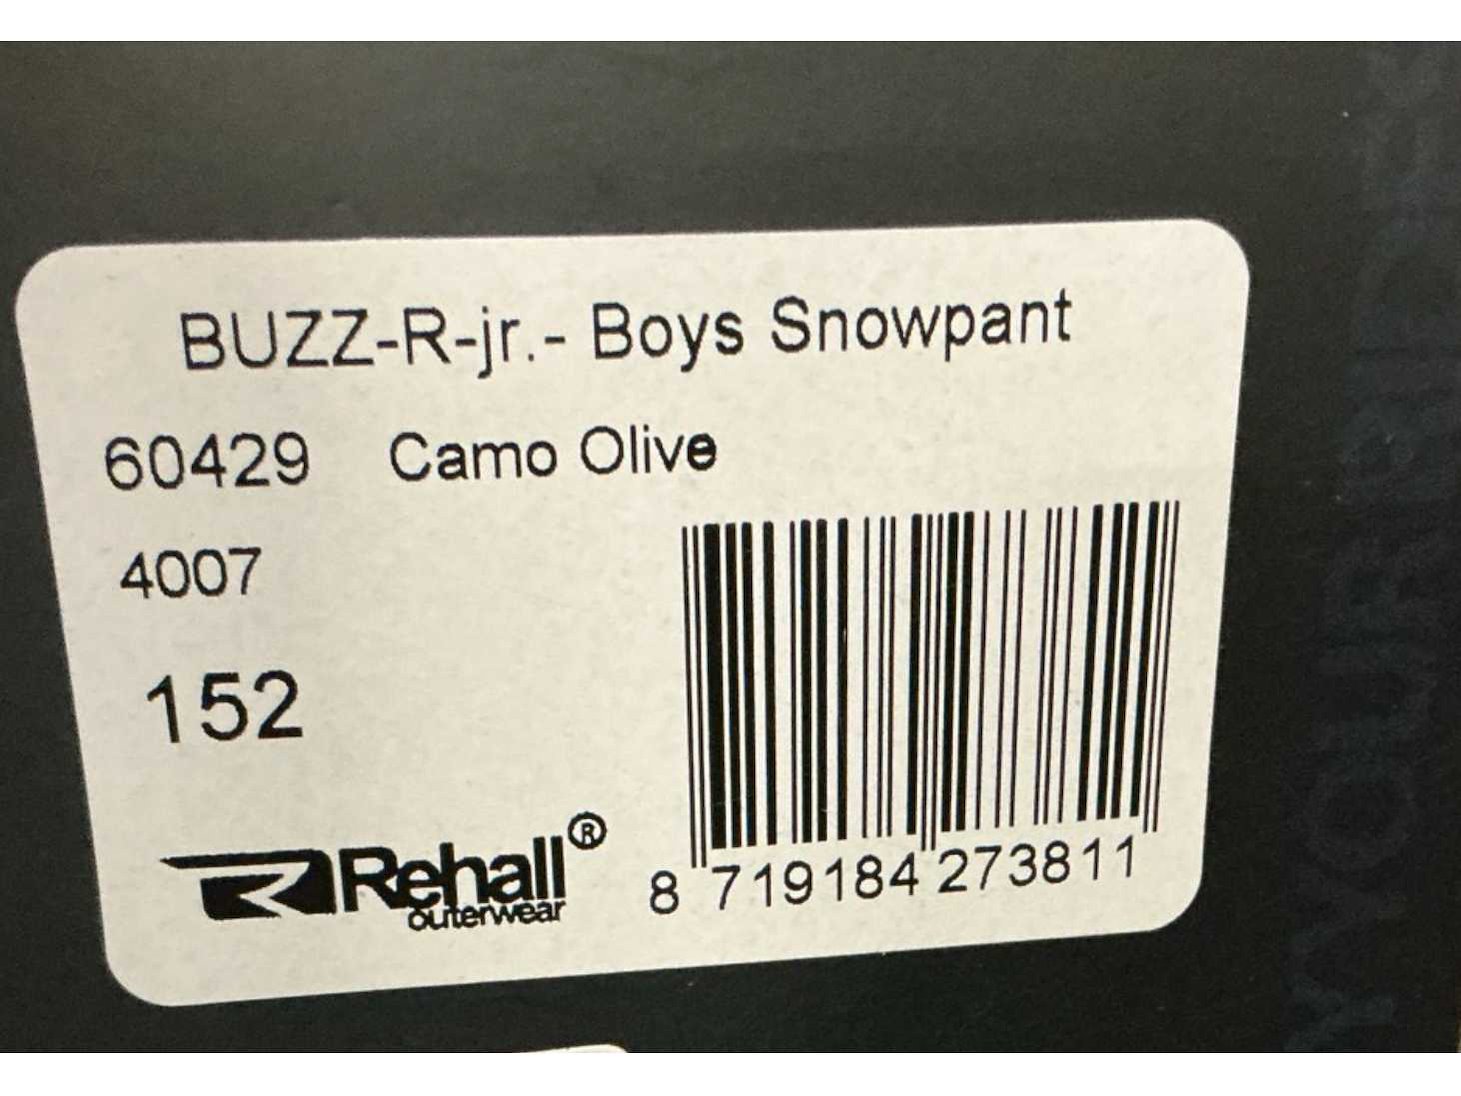 BUZZ-R-jr.- Boys Snowpant
60429 Camo Olive
4007
152
Rehall®
outerwear
8 719184 273811